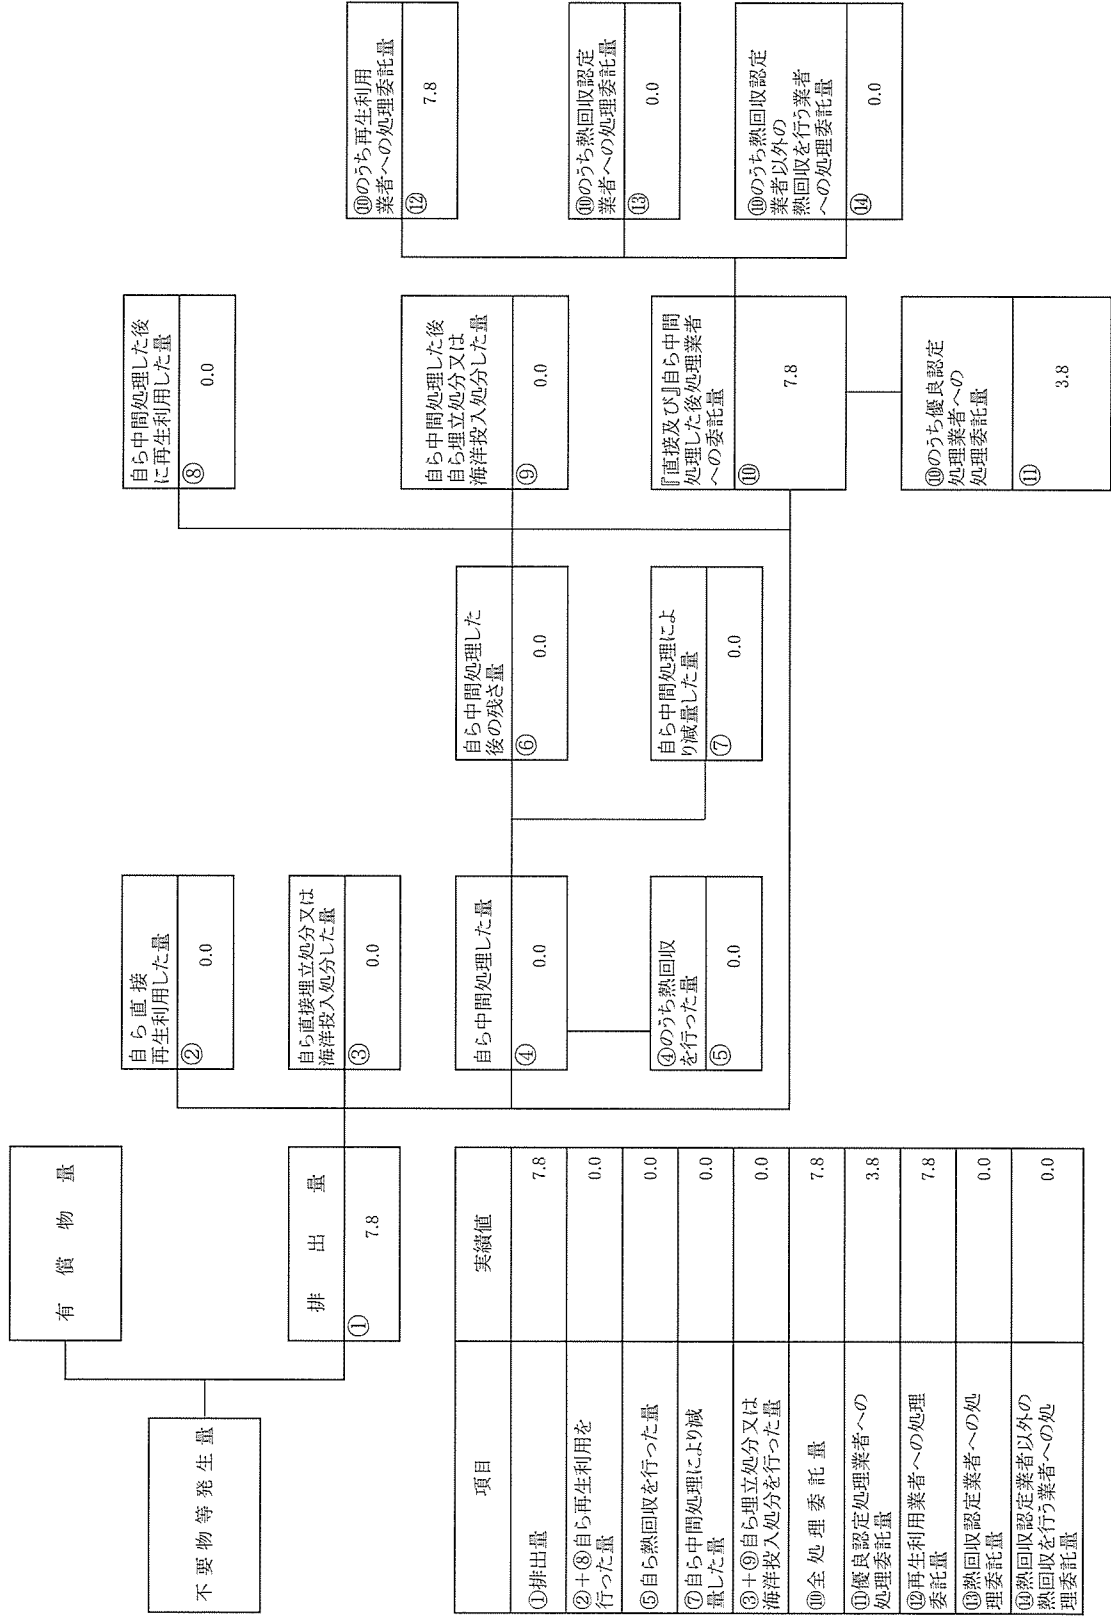 不要物等発生量
有償物量
排出量
① 7.8
自ら直接
再生利用した量
② 0.0
自ら直接埋立処分又は
海洋投入処分した量
③ 0.0
自ら中間処理した量
④ 0.0
④のうち熱回収
を行った量
⑤ 0.0
自ら中間処理した
後の残さ量
⑥ 0.0
自ら中間処理によ
り減量した量
⑦ 0.0
自ら中間処理した後
に再生利用した量
⑧ 0.0
自ら中間処理した後
自ら埋立処分又は
海洋投入処分した量
⑨ 0.0
『直接及び』自ら中間
処理した後処理業者
への委託量
⑩ 7.8
⑩のうち優良認定
処理業者への
処理委託量
⑪ 3.8
⑩のうち再生利用
業者への処理委託量
⑫ 7.8
⑩のうち熱回収認定
業者への処理委託量
⑬ 0.0
⑩のうち熱回収認定
業者以外の
熱回収を行う業者
への処理委託量
⑭ 0.0
項目 実績値
①排出量 7.8
②+⑧自ら再生利用を
行った量 0.0
⑤自ら熱回収を行った量 0.0
⑦自ら中間処理により減
量した量 0.0
③+⑨自ら埋立処分又は
海洋投入処分を行った量 0.0
⑩全処理委託量 7.8
⑪優良認定処理業者への
処理委託量 3.8
⑫再生利用業者への処理
委託量 7.8
⑬熱回収認定業者への処
理委託量 0.0
⑭熱回収認定業者以外の
熱回収を行う業者への処
理委託量 0.0